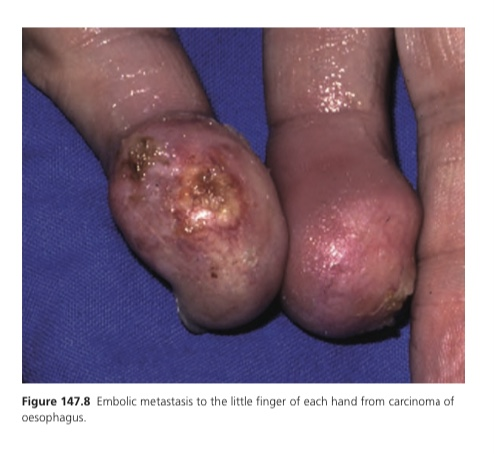 Figure 147.8 Embolic metastasis to the little finger of each hand from carcinoma of
oesophagus.